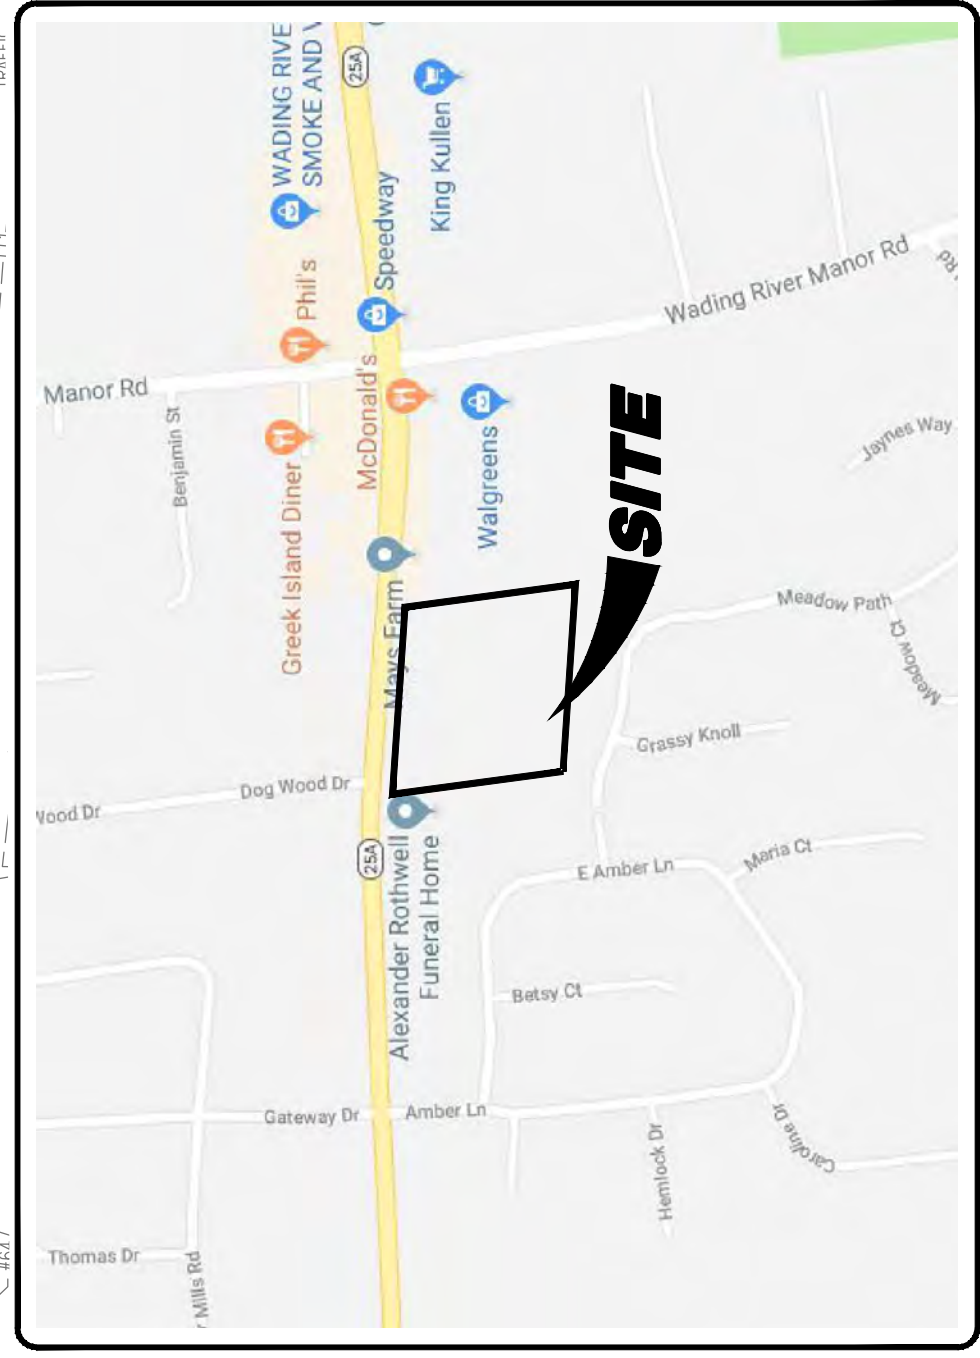 WADING RIVE
SMOKE AND V
25A
King Kullen
Speedway
Phil's
Wading River Manor Rd
Rd
Manor Rd
Benjamin St
McDonald's
Greek Island Diner
Walgreens
SITE
Jaynes Way
Mays Farm
Meadow Path
Meadow Ct
Grassy Knoll
Dog Wood Dr
Wood Dr
25A
Alexander Rothwell
Funeral Home
E Amber Ln
Maria Ct
Betsy Ct
Gateway Dr
Amber Ln
Hemlock Dr
Caroline Dr
Thomas Dr
r Mills Rd